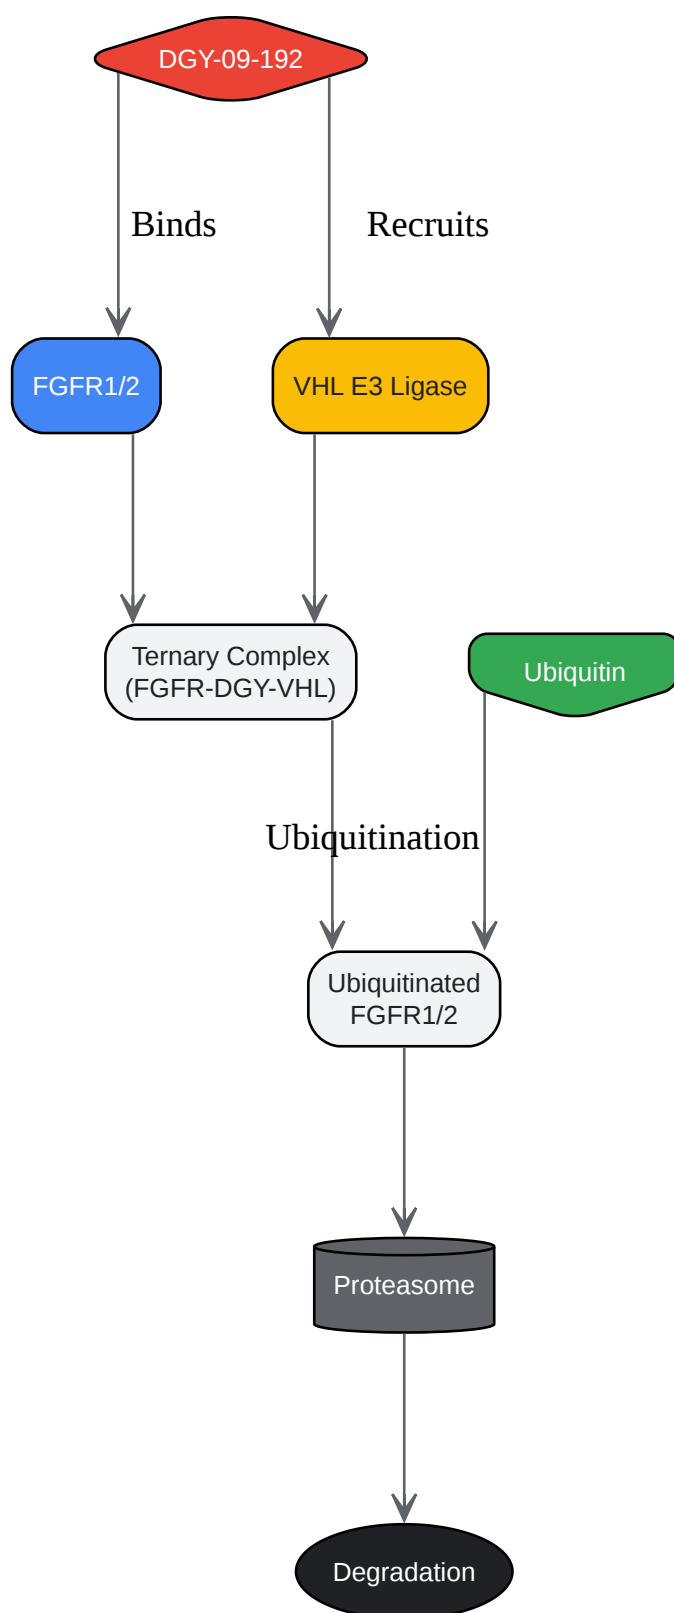 DGY-09-192
Binds
Recruits
FGFR1/2
VHL E3 Ligase
Ternary Complex
(FGFR-DGY-VHL)
Ubiquitin
Ubiquitination
Ubiquitinated
FGFR1/2
Proteasome
Degradation